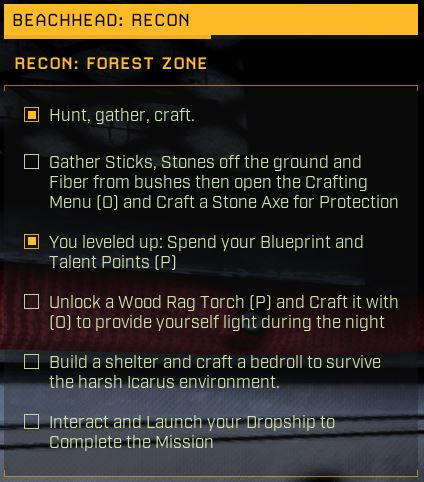 BEACHHEAD: RECON
RECON: FOREST ZONE
Hunt, gather, craft.
Gather Sticks, Stones off the ground and
Fiber from bushes then open the Crafting
Menu (O) and Craft a Stone Axe for Protection
You leveled up: Spend your Blueprint and
Talent Points (P)
Unlock a Wood Rag Torch (P) and Craft it with
(O) to provide yourself light during the night
Build a shelter and craft a bedroll to survive
the harsh Icarus environment.
Interact and Launch your Dropship to
Complete the Mission